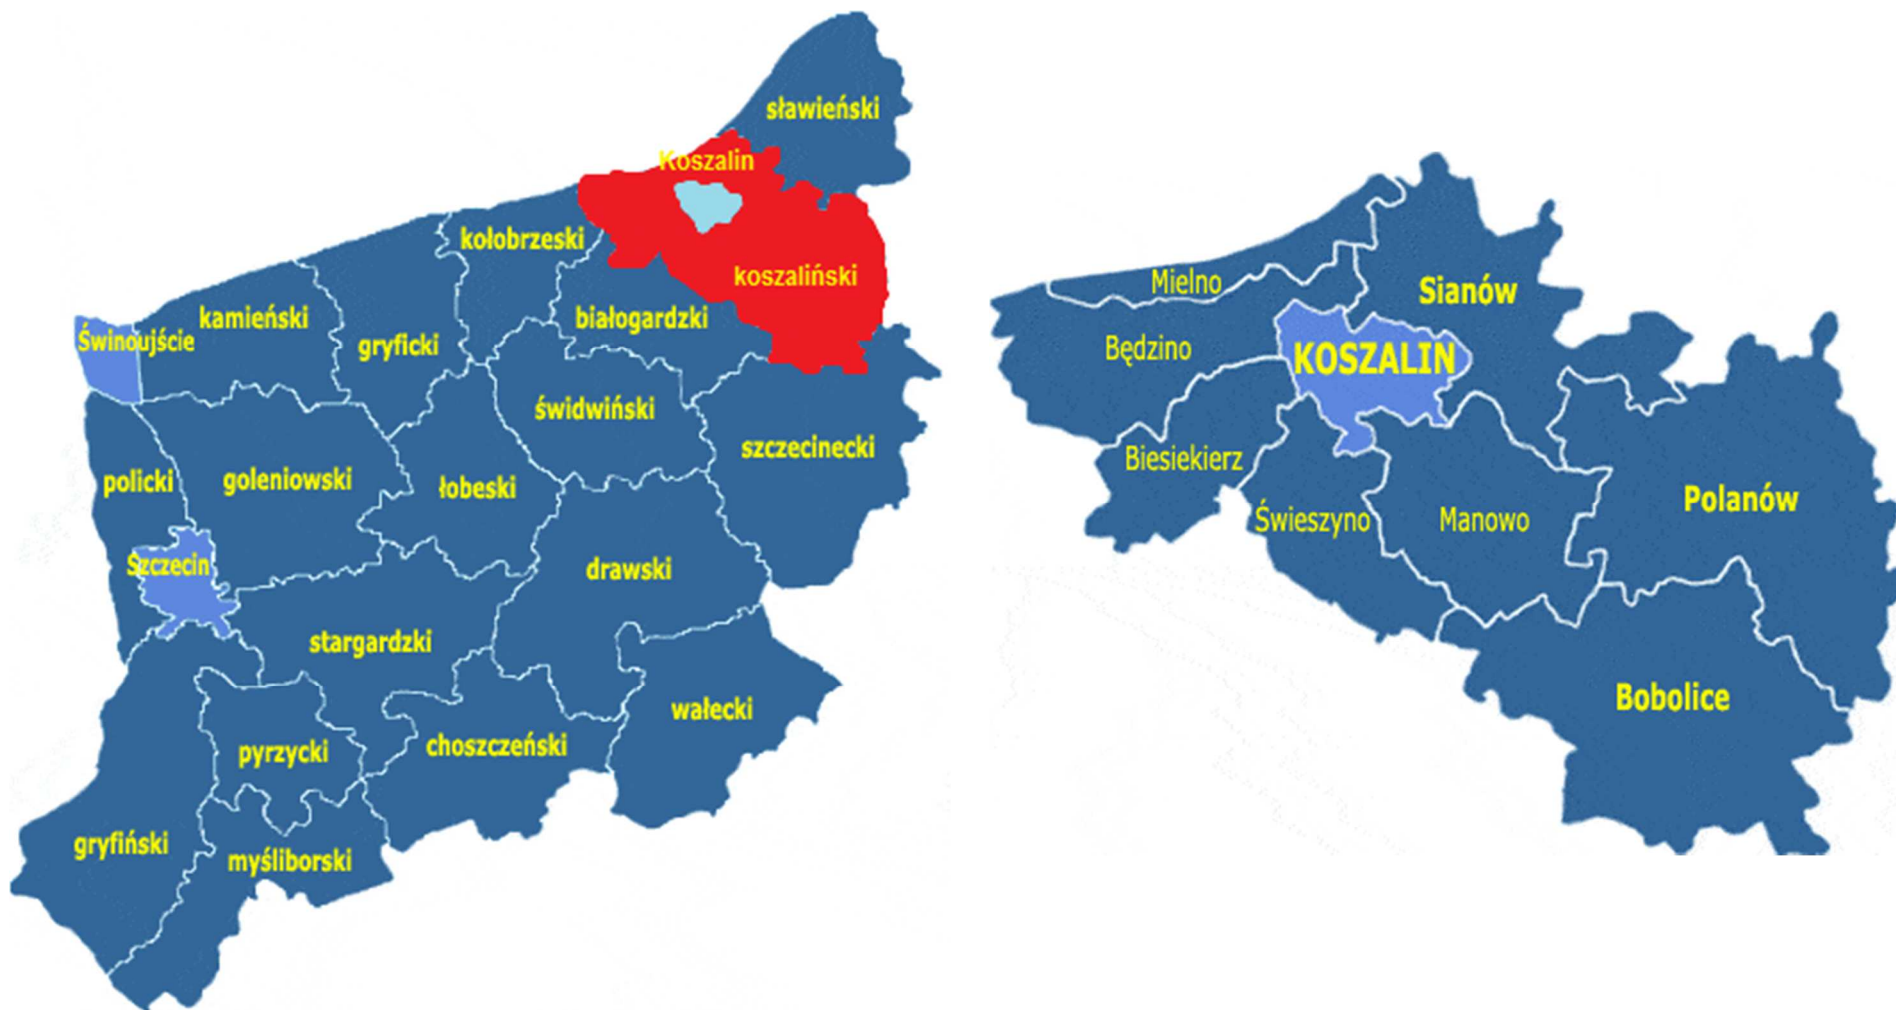 sławieński
Koszalin
kołobrzeski
koszaliński
kamieński
białogardzki
Świnoujście
gryficki
świdwiński
szczecinecki
policki
goleniowski
łobeski
Szczecin
drawski
stargardzki
wałecki
pyrzycki
choszczeński
gryfiński
myśliborski
Mielno
Sianów
Będzino
KOSZALIN
Biesiekierz
Polanów
Świeszyno
Manowo
Bobolice